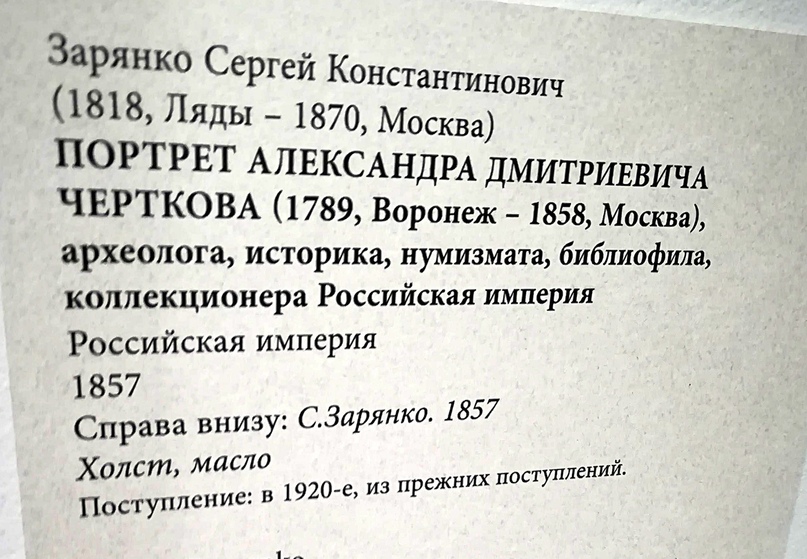 Зарянко Сергей Константинович
(1818, Ляды – 1870, Москва)
ПОРТРЕТ АЛЕКСАНДРА ДМИТРИЕВИЧА
ЧЕРТКОВА (1789, Воронеж – 1858, Москва),
археолога, историка, нумизмата, библиофила,
коллекционера Российская империя
Российская империя
1857
Справа внизу: С.Зарянко. 1857
Холст, масло
Поступление: в 1920-е, из прежних поступлений.